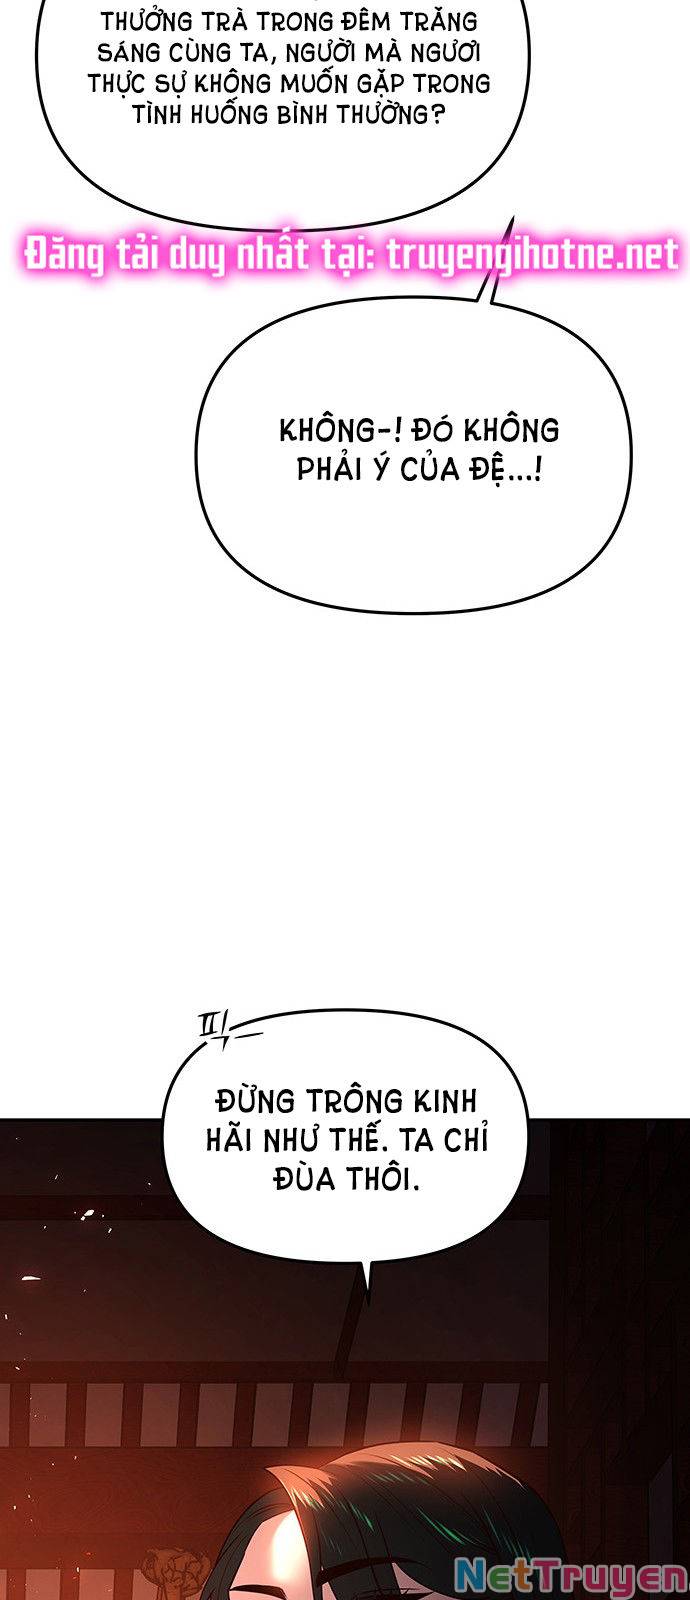 THƯỞNG TRÀ TRONG ĐÊM TRĂNG
SÁNG CÙNG TA, NGƯỜI MÀ NGƯƠI
THỰC SỰ KHÔNG MUỐN GẶP TRONG
TÌNH HUỐNG BÌNH THƯỜNG?
Đăng tải duy nhất tại: truyengihotne.net
KHÔNG-! ĐÓ KHÔNG
PHẢI Ý CỦA ĐỆ...!
ĐỪNG TRÔNG KINH
HÃI NHƯ THẾ. TA CHỈ
ĐÙA THÔI.
NETTRUYEN